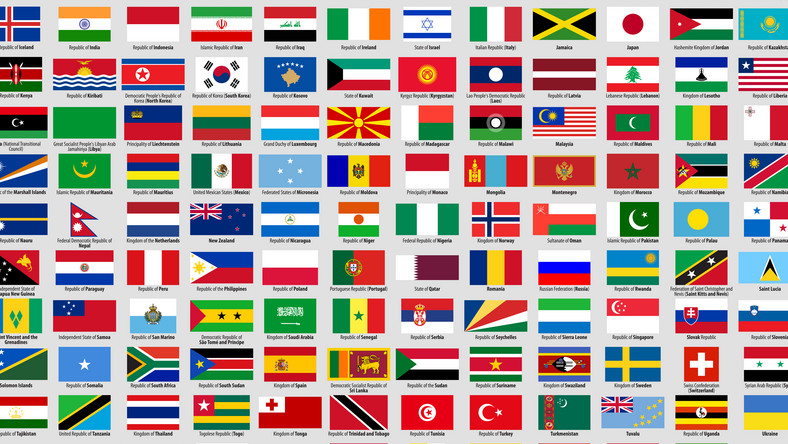 Republic of Iceland
Republic of India
Republic of Indonesia
Islamic Republic of Iran
Republic of Iraq
Republic of Ireland
State of Israel
Italian Republic (Italy)
Jamaica
Japan
Hashemite Kingdom of Jordan
Republic of Kazakhsta
Republic of Kenya
Republic of Kiribati
Democratic People's Republic of
Korea (North Korea)
Republic of Korea (South Korea)
Republic of Kosovo
State of Kuwait
Kyrgyz Republic (Kyrgyzstan)
Lao People's Democratic Republic
(Laos)
Republic of Latvia
Lebanese Republic (Lebanon)
Kingdom of Lesotho
Republic of Liberia
(National Transitional
Council)
Great Socialist People's Libyan Arab
Jamahiriya (Libya)
Principality of Liechtenstein
Republic of Lithuania
Grand Duchy of Luxembourg
Republic of Macedonia
Republic of Madagascar
Republic of Malawi
Malaysia
Republic of Maldives
Republic of Mali
Republic of Malta
of the Marshall Islands
Islamic Republic of Mauritania
Republic of Mauritius
United Mexican States (Mexico)
Federated States of Micronesia
Republic of Moldova
Principality of Monaco
Mongolia
Montenegro
Kingdom of Morocco
Republic of Mozambique
Republic of Namibi
Republic of Nauru
Federal Democratic Republic of
Nepal
Kingdom of the Netherlands
New Zealand
Republic of Nicaragua
Republic of Niger
Federal Republic of Nigeria
Kingdom of Norway
Sultanate of Oman
Islamic Republic of Pakistan
Republic of Palau
Republic of Panama
ndependent State of
apua New Guinea
Republic of Paraguay
Republic of Peru
Republic of the Philippines
Republic of Poland
Portuguese Republic (Portugal)
State of Qatar
Rumania
Russian Federation (Russia)
Republic of Rwanda
Federation of Saint Christopher and
Nevis (Saint Kitts and Nevis)
Saint Lucia
int Vincent and the
Grenadines
Independent State of Samoa
Republic of San Marino
Democratic Republic of
São Tomé and Príncipe
Kingdom of Saudi Arabia
Republic of Senegal
Republic of Serbia
Republic of Seychelles
Republic of Sierra Leone
Republic of Singapore
Slovak Republic
Republic of Slovenia
Solomon Islands
Republic of Somalia
Republic of South Africa
Republic of South Sudan
Kingdom of Spain
Democratic Socialist Republic of
Sri Lanka
Republic of the Sudan
Republic of Suriname
Kingdom of Swaziland
Kingdom of Sweden
Swiss Confederation
(Switzerland)
Syrian Arab Republic (Sy
Republic of Tajikistan
United Republic of Tanzania
Kingdom of Thailand
Togolese Republic (Togo)
Kingdom of Tonga
Republic of Trinidad and Tobago
Republic of Tunisia
Republic of Turkey
Turkmenistan
Tuvalu
Republic of Uganda
Ukraine